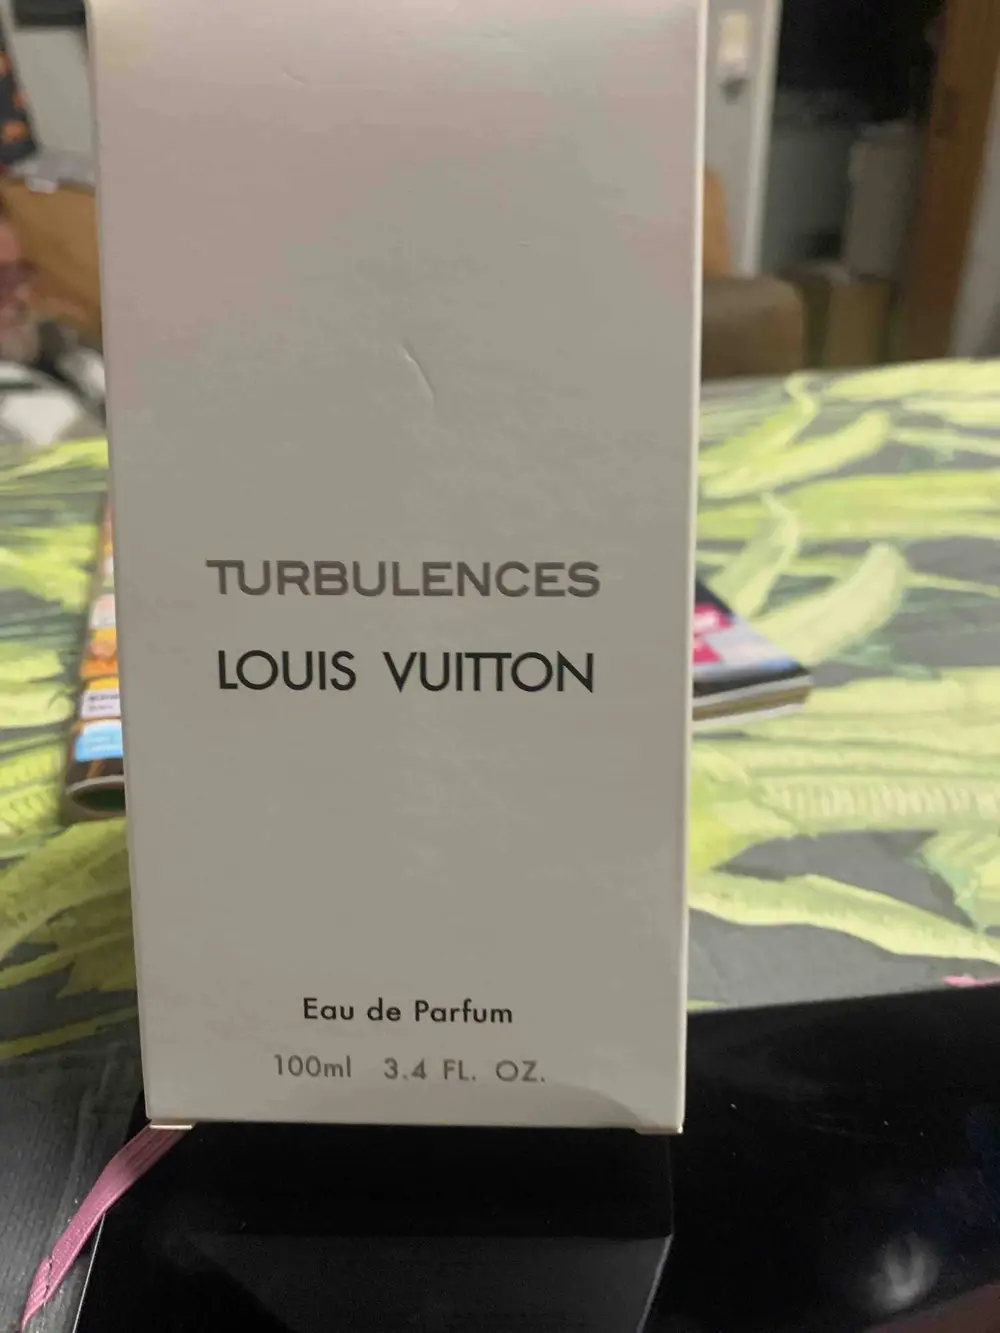 TURBULENCES
LOUIS VUITTON
Eau de Parfum
100ml 3.4 FL. OZ.